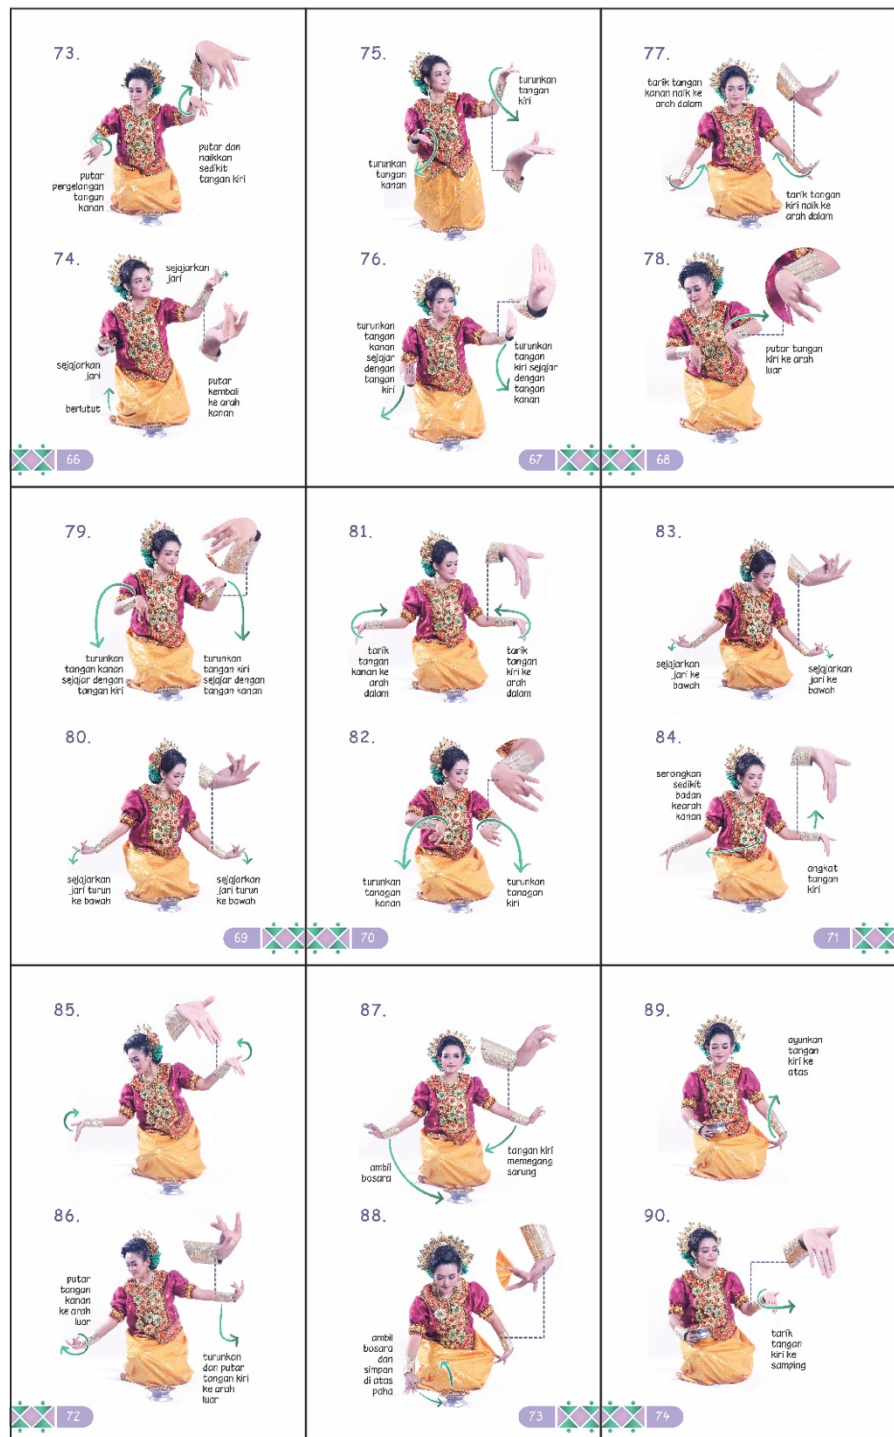 73.
putar dan
naikkan
sedikit
tangan kiri
putar
pergelangan
tangan
kanan
74.
sejajarkan
jari
sejajarkan
jari
berlutut
putar
kembali
ke arah
kanan
66
75.
turunkan
tangan
kiri
turunkan
tangan
kanan
76.
turunkan
tangan
kanan
sejajar
dengan
tangan
kiri
turunkan
tangan
kiri sejajar
dengan
tangan
kanan
67
77.
tarik tangan
kanan naik ke
arah dalam
tarik tangan
kiri naik ke
arah dalam
78.
putar tangan
kiri ke arah
luar
68
79.
turunkan
tangan kanan
sejajar dengan
tangan kiri
turunkan
tangan kiri
sejajar dengan
tangan kanan
80.
sejajarkan
jari turun
ke bawah
sejajarkan
jari turun
ke bawah
69
81.
tarik
tangan
kanan ke
arah
dalam
tarik
tangan
kiri ke
arah
dalam
82.
turunkan
tanogan
kanan
turunkan
tanogan
kiri
70
83.
sejajarkan
jari ke
bawah
sejajarkan
jari ke
bawah
84.
serongkan
sedikit
badan
kearah
kanan
angkat
tangan
kiri
71
85.
86.
putar
tangan
kanan
ke arah
luar
turunkan
dan putar
tangan kiri
ke arah
luar
72
87.
ambil
bosara
tangan kiri
memegang
sarung
88.
ambil
bosara
dan
simpan
di atas
paha
73
89.
ayunkan
tangan
kiri ke
atas
90.
tarik
tangan
kiri ke
samping
74